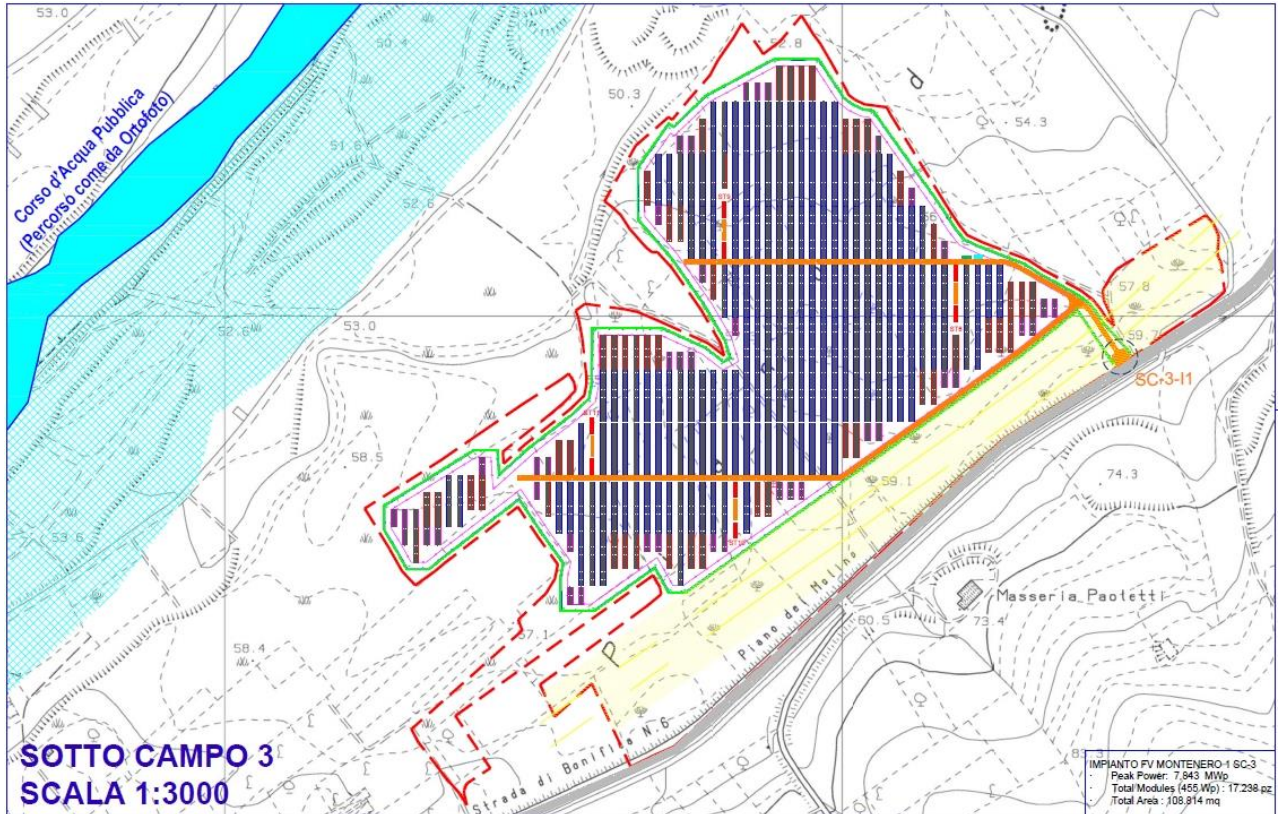 53.0
50.4
52.8
d
50.3
54.3
51.6
Corso d'Acqua Pubblica
(Percorso come da Ortofoto)
52.6
57.8
52.6
53.0
59.7
SC-3-I1
58.5
59.1
74.3
53.6
Masseria Paoletti
73.4
60.5
57.1
58.4
P
Piano del Molino
Strada di Bonifica N. 6
83.3
SOTTO CAMPO 3
SCALA 1:3000
IMPIANTO FV MONTENERO-1 SC-3
Peak Power: 7,843 MWp
Total Modules (455 Wp) : 17.238 pz
Total Area : 108.814 mq